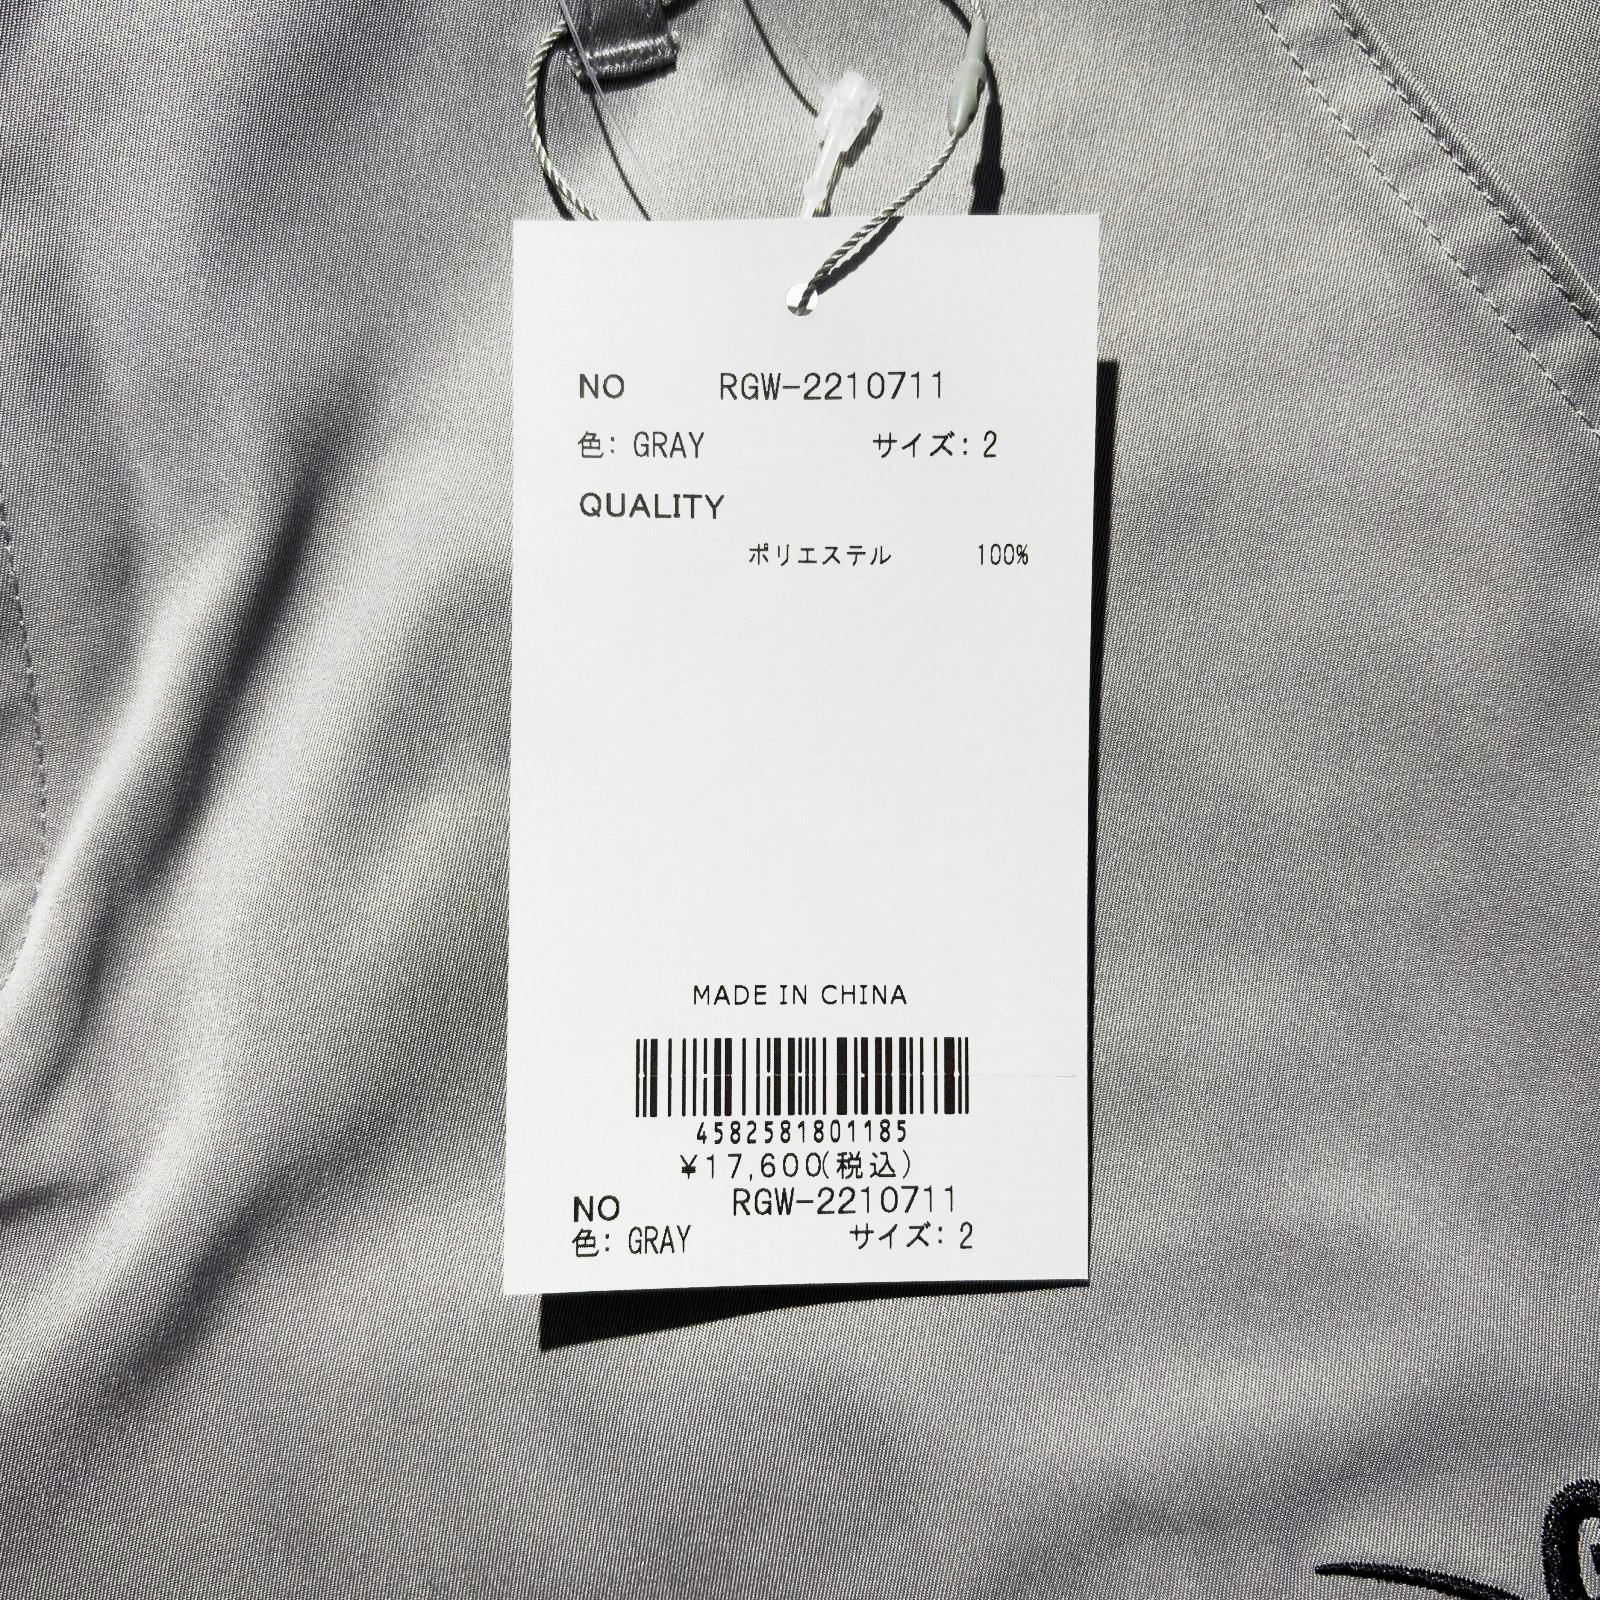 NO RGW-2210711
色: GRAY サイズ: 2
QUALITY
ポリエステル 100%
MADE IN CHINA
4582581801185
¥17,600(税込)
NO RGW-2210711
色: GRAY サイズ: 2